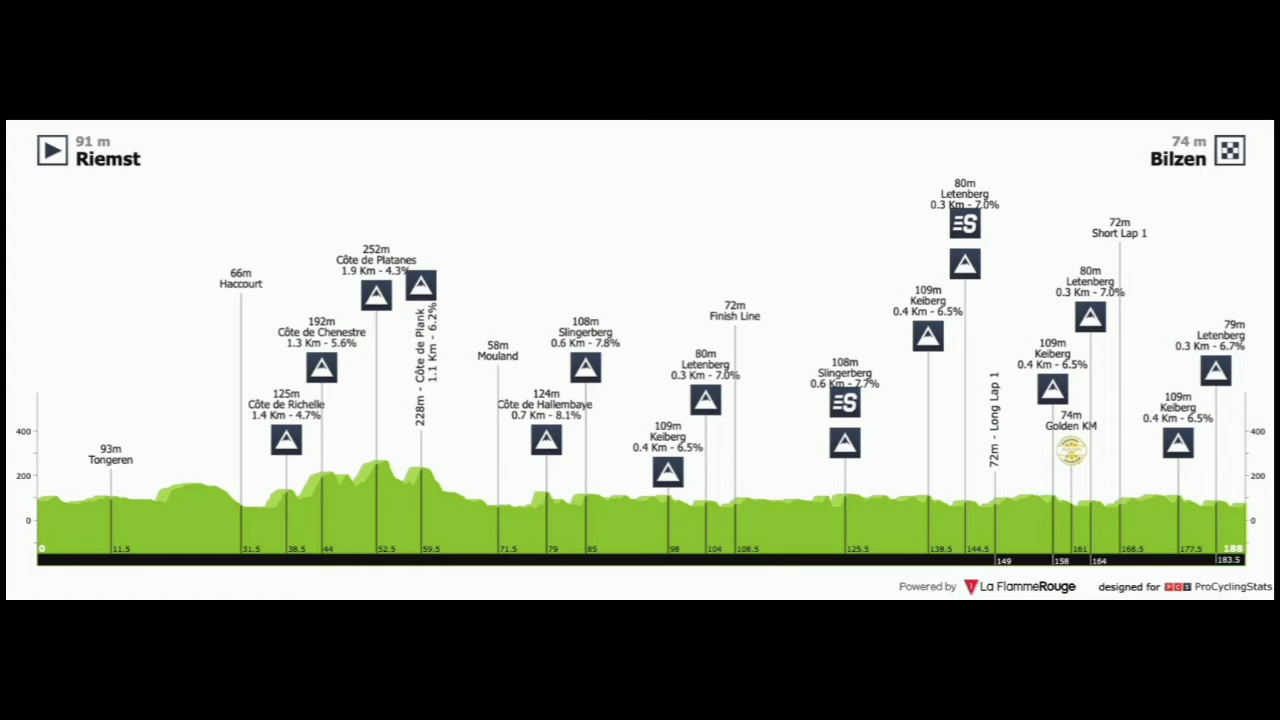 91 m
Riemst
74 m
Bilzen
93m
Tongeren
66m
Haccourt
125m
Côte de Richelle
1.4 Km - 4.7%
192m
Côte de Chenestre
1.3 Km - 5.6%
252m
Côte de Platanes
1.9 Km - 4.3%
228m - Côte de Plank
1.1 Km - 6.2%
58m
Mouland
124m
Côte de Hallembaye
0.7 Km - 8.1%
108m
Slingerberg
0.6 Km - 7.8%
109m
Keiberg
0.4 Km - 6.5%
80m
Letenberg
0.3 Km - 7.0%
72m
Finish Line
108m
Slingerberg
0.6 Km - 7.7%
S
109m
Keiberg
0.4 Km - 6.5%
80m
Letenberg
0.3 Km - 7.0%
S
72m - Long Lap 1
109m
Keiberg
0.4 Km - 6.5%
74m
Golden KM
80m
Letenberg
0.3 Km - 7.0%
72m
Short Lap 1
109m
Keiberg
0.4 Km - 6.5%
79m
Letenberg
0.3 Km - 6.7%
400
200
0
400
200
0
0 11.5 31.5 38.5 44 52.5 59.5 71.5 79 85 98 104 108.5 125.5 138.5 144.5 161 168.5 177.5 188
149 158 164 183.5
Powered by La FlammeRouge designed for PCS ProCyclingStats